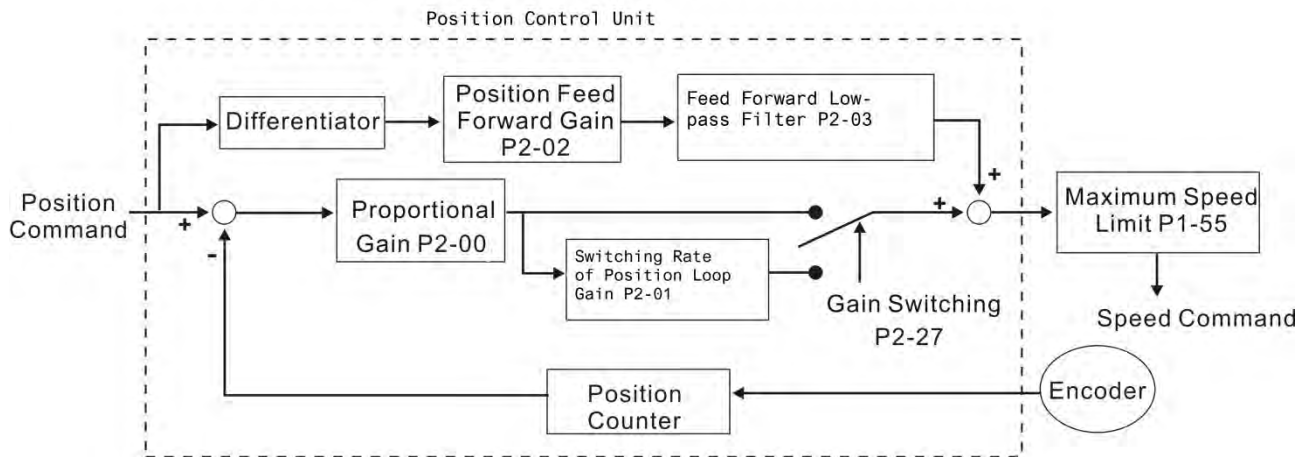 Position Control Unit
Differentiator
Position Feed
Forward Gain
P2-02
Feed Forward Low-
pass Filter P2-03
Position
Command
+
-
Proportional
Gain P2-00
Switching Rate
of Position Loop
Gain P2-01
Gain Switching
P2-27
+
+
Maximum Speed
Limit P1-55
Speed Command
Position
Counter
Encoder